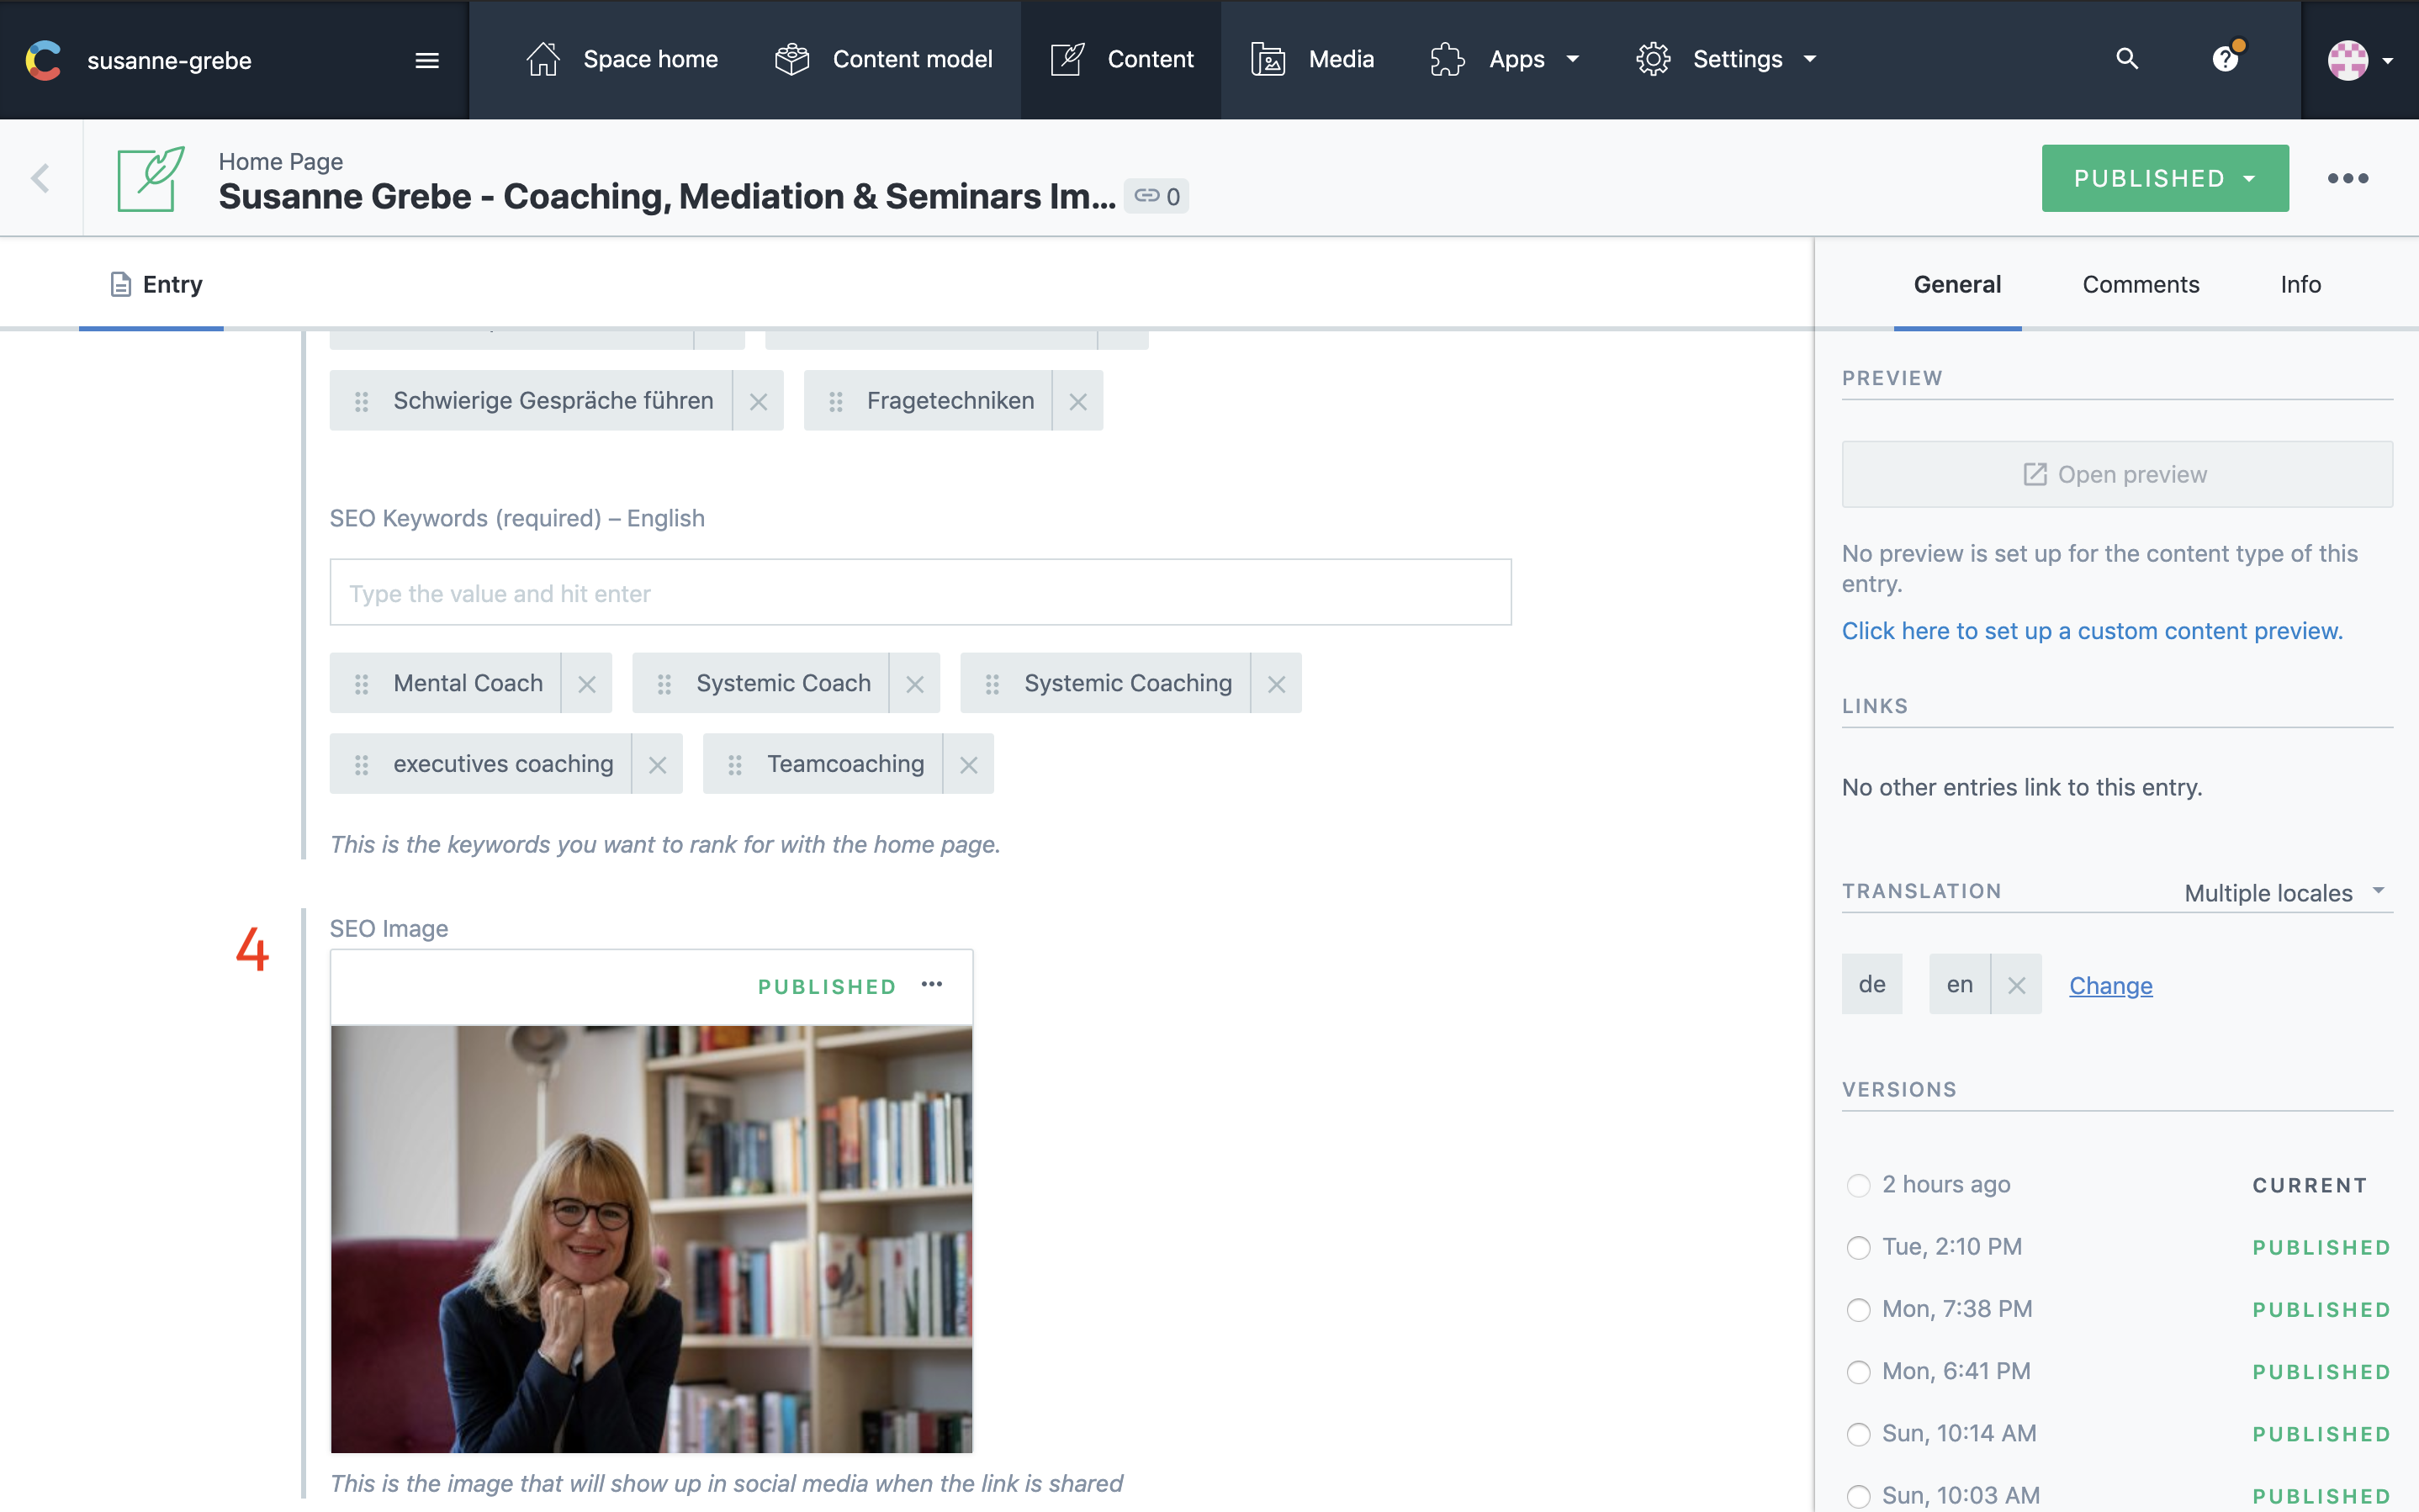 susanne-grebe
Space home
Content model
Content
Media
Apps
Settings
Home Page
Susanne Grebe - Coaching, Mediation & Seminars Im...
0
PUBLISHED
Entry
General
Comments
Info
Schwierige Gespräche führen
Fragetechniken
SEO Keywords (required) – English
Type the value and hit enter
Mental Coach
Systemic Coach
Systemic Coaching
executives coaching
Teamcoaching
This is the keywords you want to rank for with the home page.
4
SEO Image
PUBLISHED
This is the image that will show up in social media when the link is shared
PREVIEW
Open preview
No preview is set up for the content type of this
entry.
Click here to set up a custom content preview.
LINKS
No other entries link to this entry.
TRANSLATION
Multiple locales
de
en
Change
VERSIONS
2 hours ago CURRENT
Tue, 2:10 PM PUBLISHED
Mon, 7:38 PM PUBLISHED
Mon, 6:41 PM PUBLISHED
Sun, 10:14 AM PUBLISHED
Sun, 10:03 AM PUBLISHED